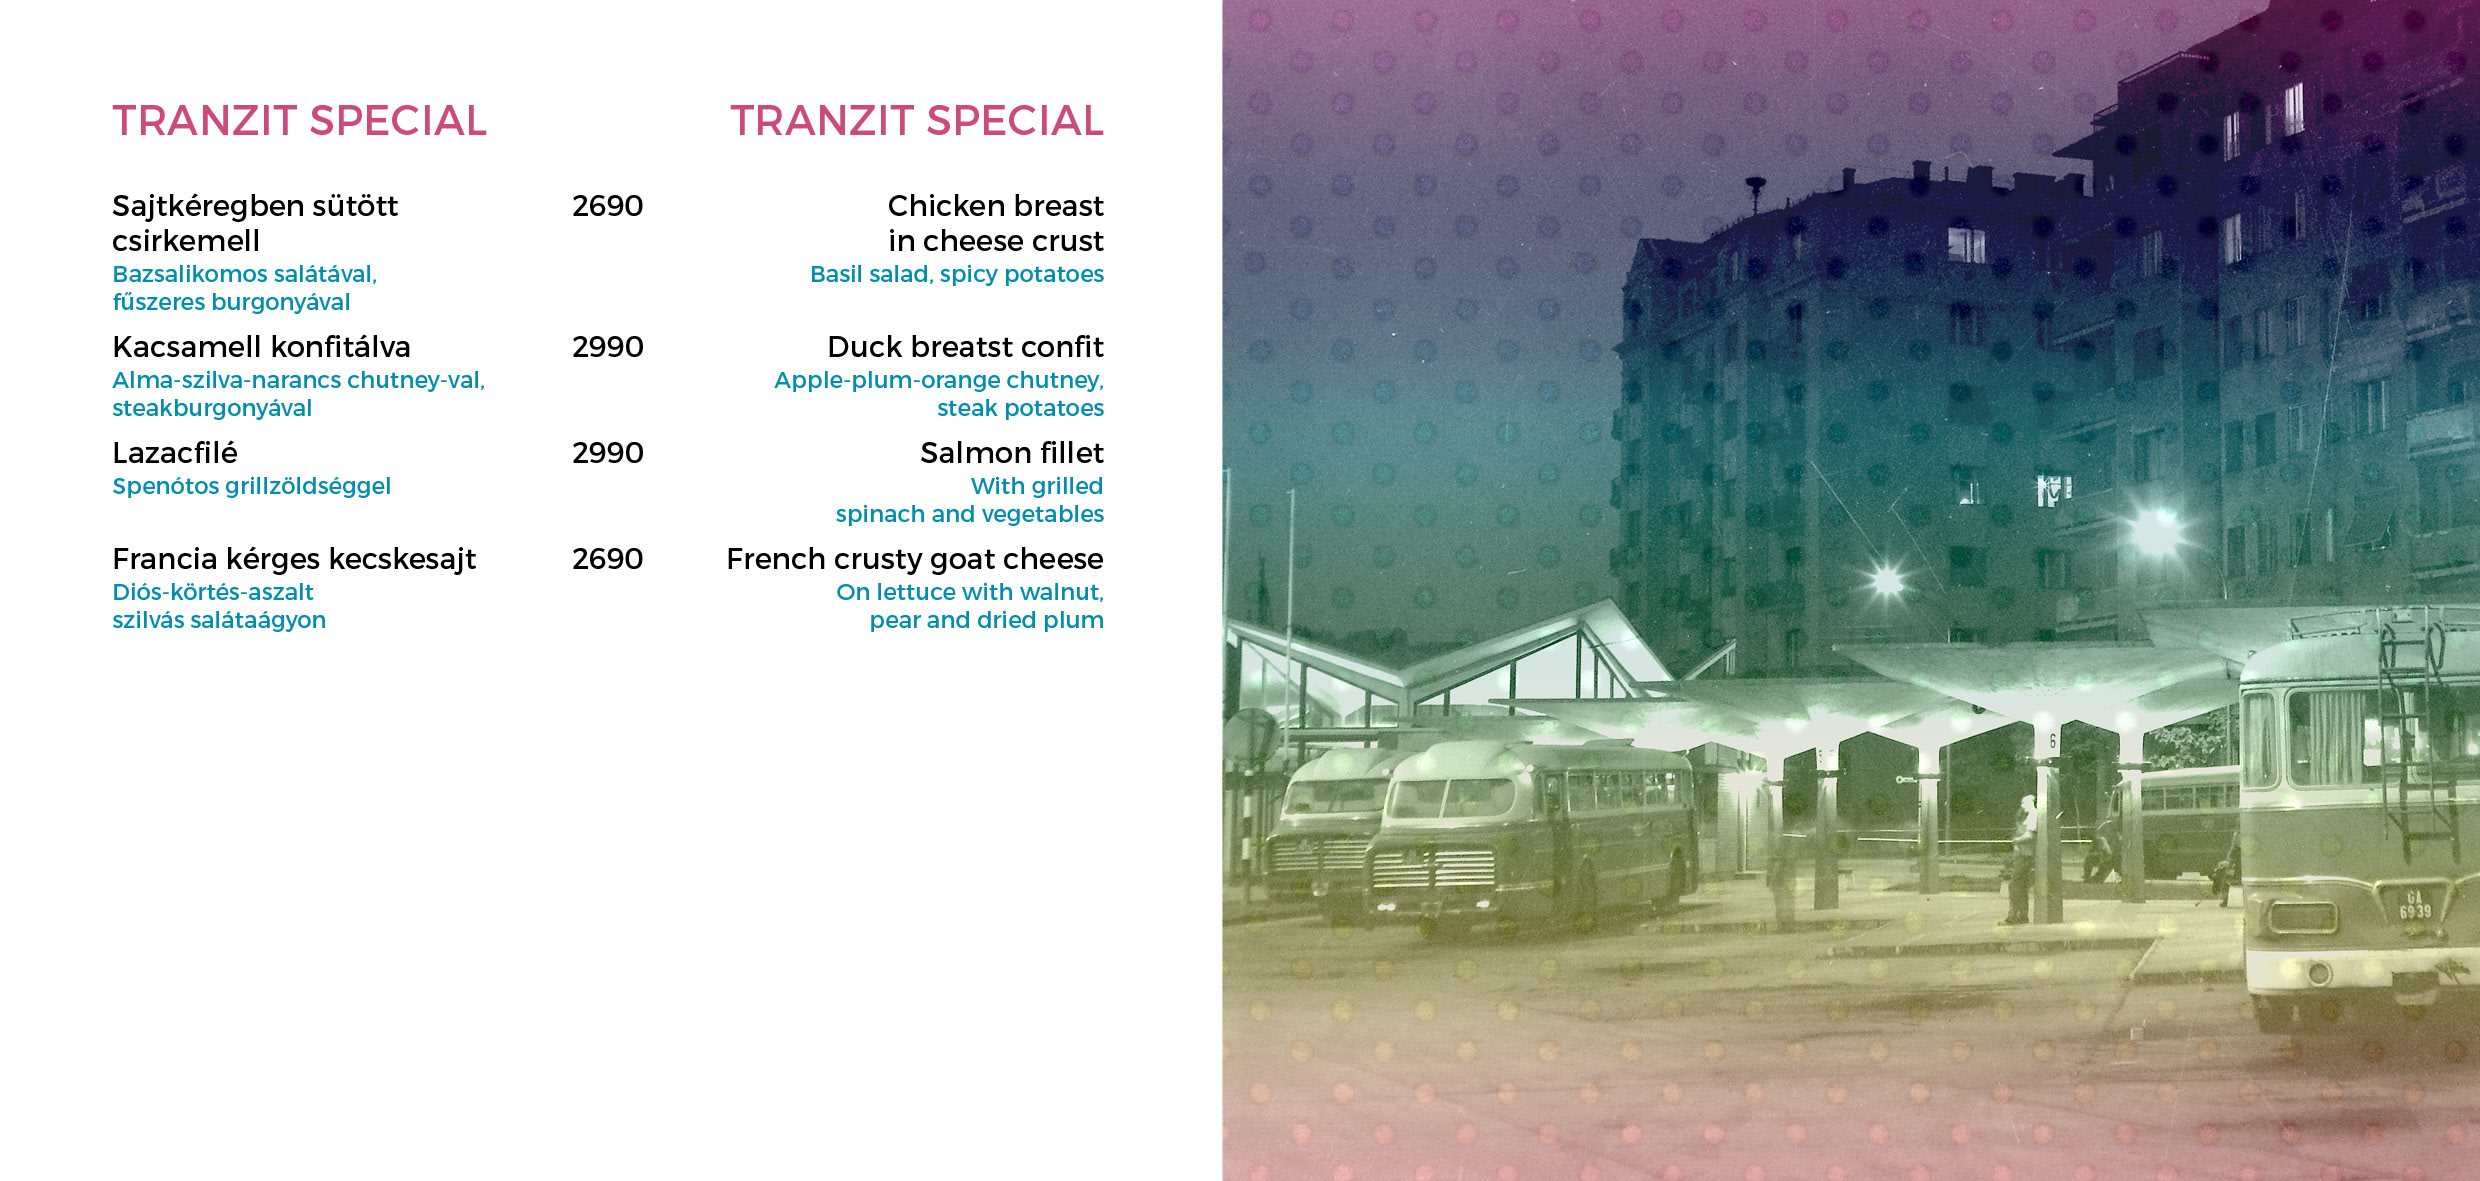 TRANZIT SPECIAL
Sajtkéregben sütött
csirkemell
Bazsalikomos salátával,
fűszeres burgonyával
Kacsamell konfitálva
Alma-szilva-narancs chutney-val,
steakburgonyával
Lazacfilé
Spenótos grillzöldséggel
Francia kérges kecskesajt
Diós-körtés-aszalt
szilvás salátaágyon
2690
2990
2990
2690
TRANZIT SPECIAL
Chicken breast
in cheese crust
Basil salad, spicy potatoes
Duck breatst confit
Apple-plum-orange chutney,
steak potatoes
Salmon fillet
With grilled
spinach and vegetables
French crusty goat cheese
On lettuce with walnut,
pear and dried plum
6
GA
6939